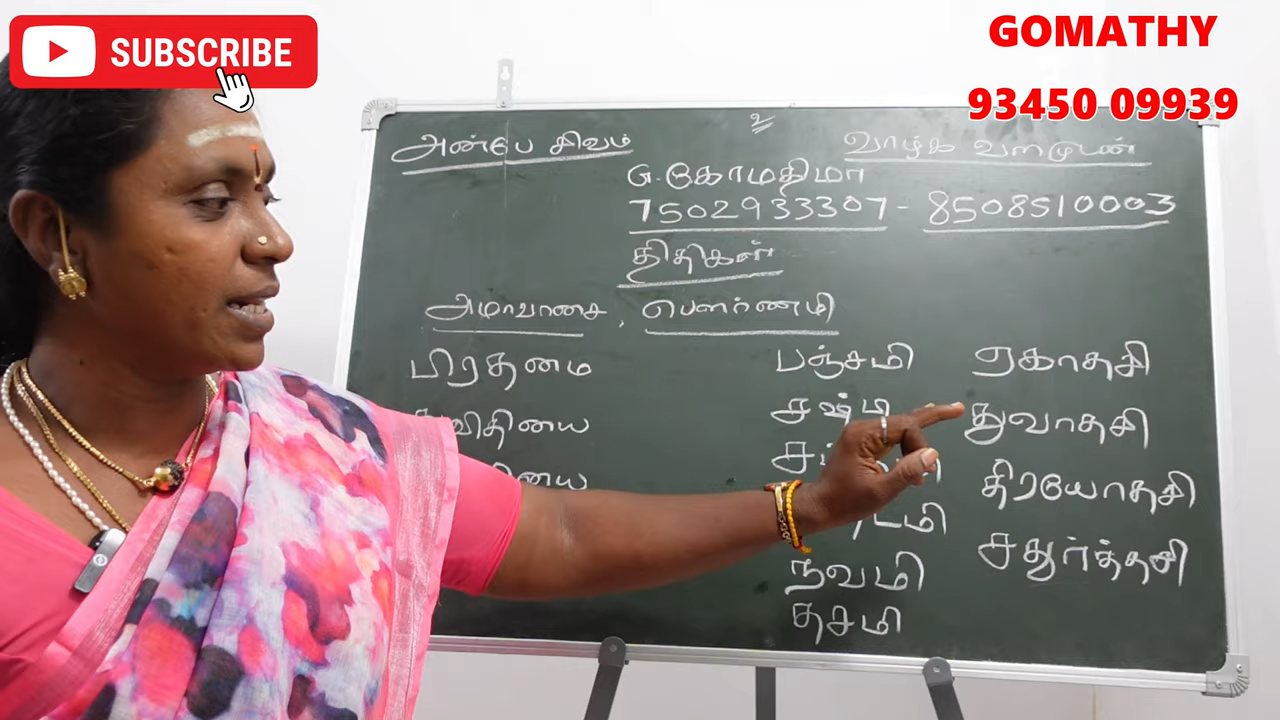 SUBSCRIBE
GOMATHY
93450 09939
உ
அன்பே சிவம்
வாழ்க வளமுடன்
G.கோமதிமா
7502933307 - 8508510003
திதிகள்
அமாவாசை, பௌர்ணமி
பிரதமை
பஞ்சமி
நவமி
தசமி
ஏகாதசி
துவாதசி
திரயோதசி
சதுர்த்தசி